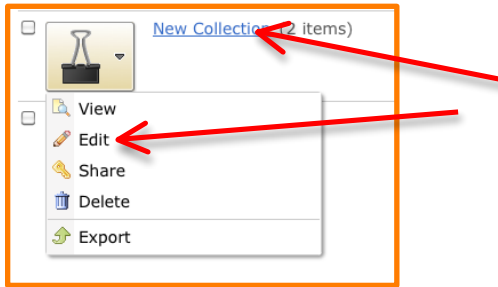 New Collection (2 items)
View
Edit
Share
Delete
Export